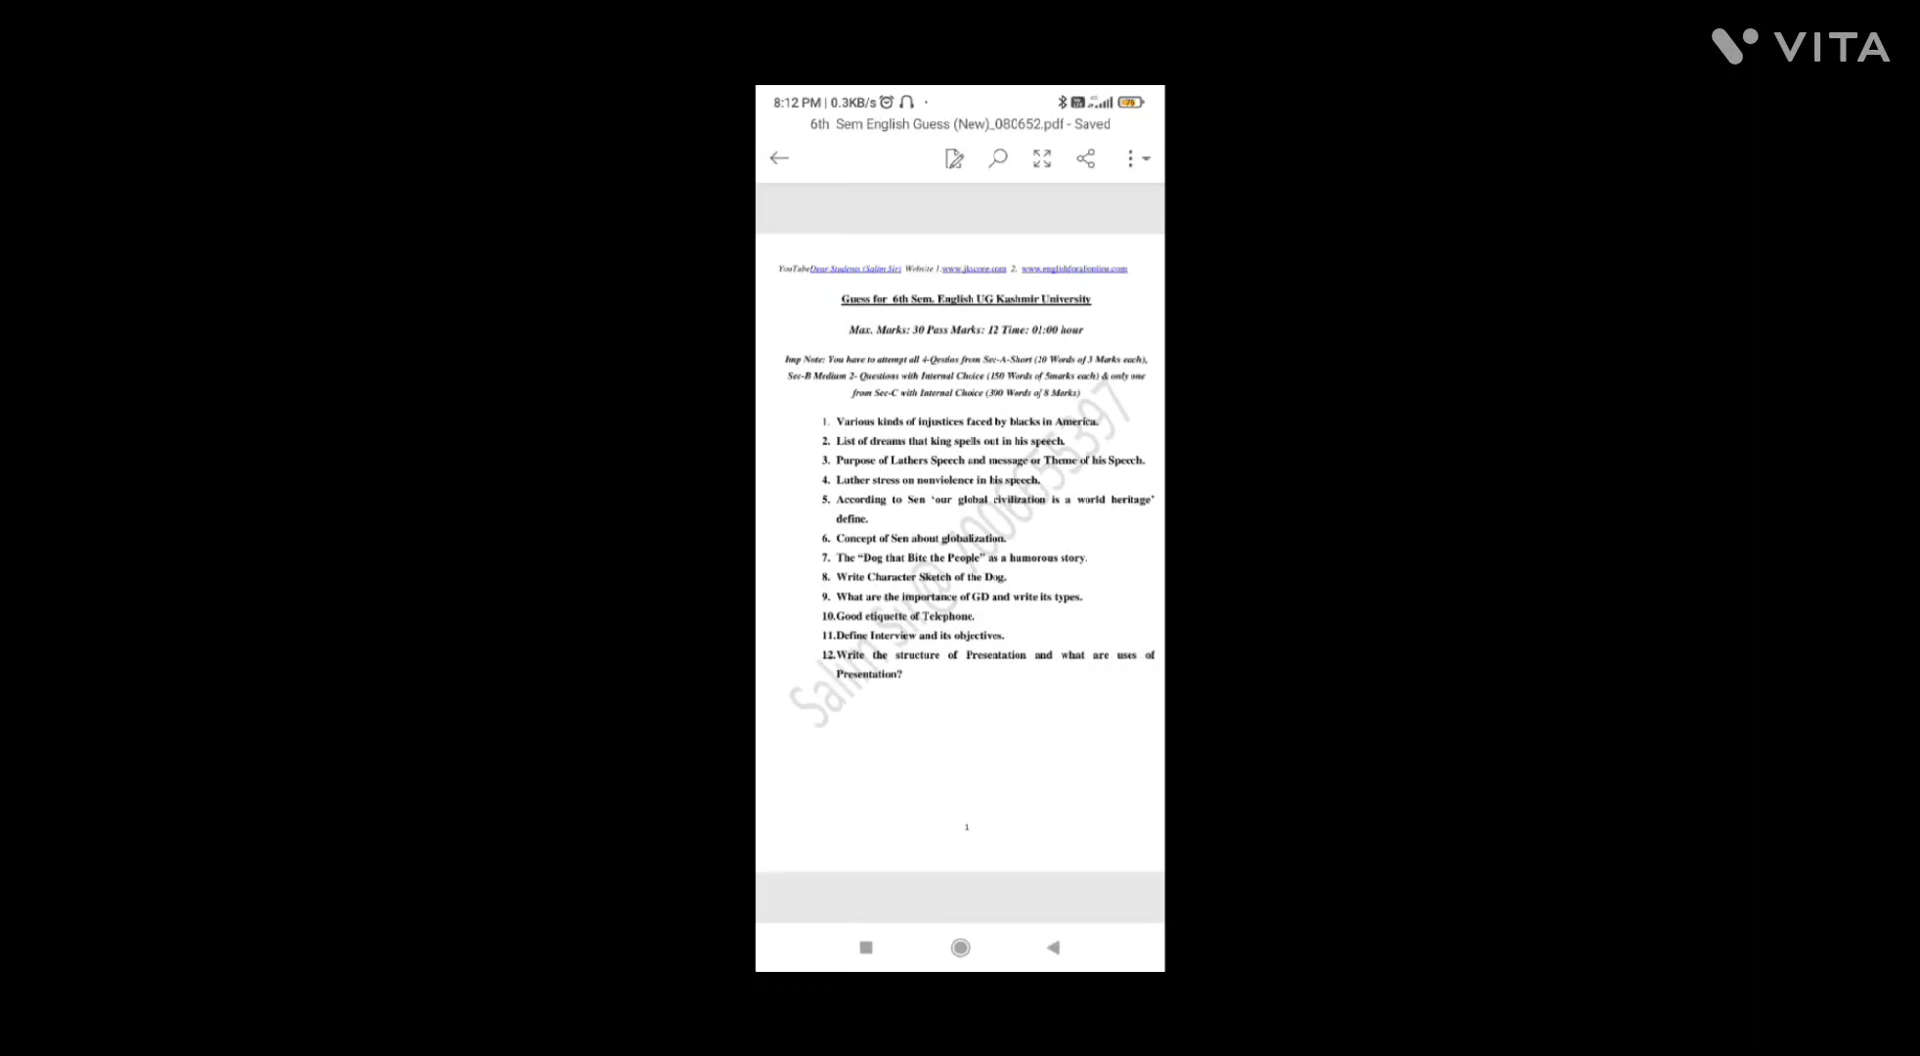 VITA
8:12 PM | 0.3KB/s
6th Sem English Guess (New)_080652.pdf - Saved
YouTube Dear Students (Salim Sir) Website 1.www.jkscore.com 2. www.englishforalonline.com
Guess for 6th Sem. English UG Kashmir University
Max. Marks: 30 Pass Marks: 12 Time: 01:00 hour
Imp Note: You have to attempt all 4-Qestios from Sec-A-Short (20 Words of 3 Marks each),
Sec-B Medium 2- Questions with Internal Choice (150 Words of 5marks each) & only one
from Sec-C with Internal Choice (300 Words of 8 Marks)
1. Various kinds of injustices faced by blacks in America.
2. List of dreams that king spells out in his speech.
3. Purpose of Luthers Speech and message or Theme of his Speech.
4. Luther stress on nonviolence in his speech.
5. According to Sen ‘our global civilization is a world heritage’
define.
6. Concept of Sen about globalization.
7. The “Dog that Bite the People” as a humorous story.
8. Write Character Sketch of the Dog.
9. What are the importance of GD and write its types.
10.Good etiquette of Telephone.
11.Define Interview and its objectives.
12.Write the structure of Presentation and what are uses of
Presentation?
Salim Sir@ 7006655397
1